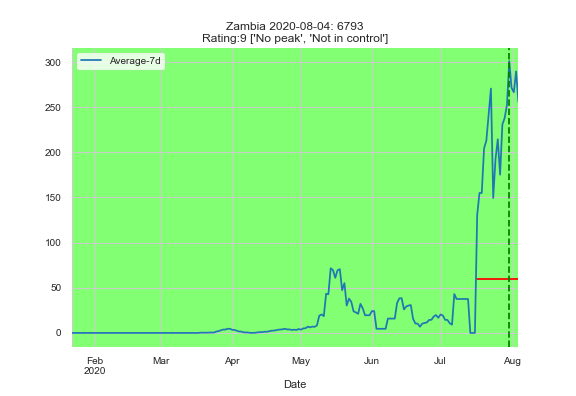 Zambia 2020-08-04: 6793
Rating:9 ['No peak', 'Not in control']
Average-7d
300
250
200
150
100
50
0
Feb Mar Apr May Jun Jul Aug
2020
Date